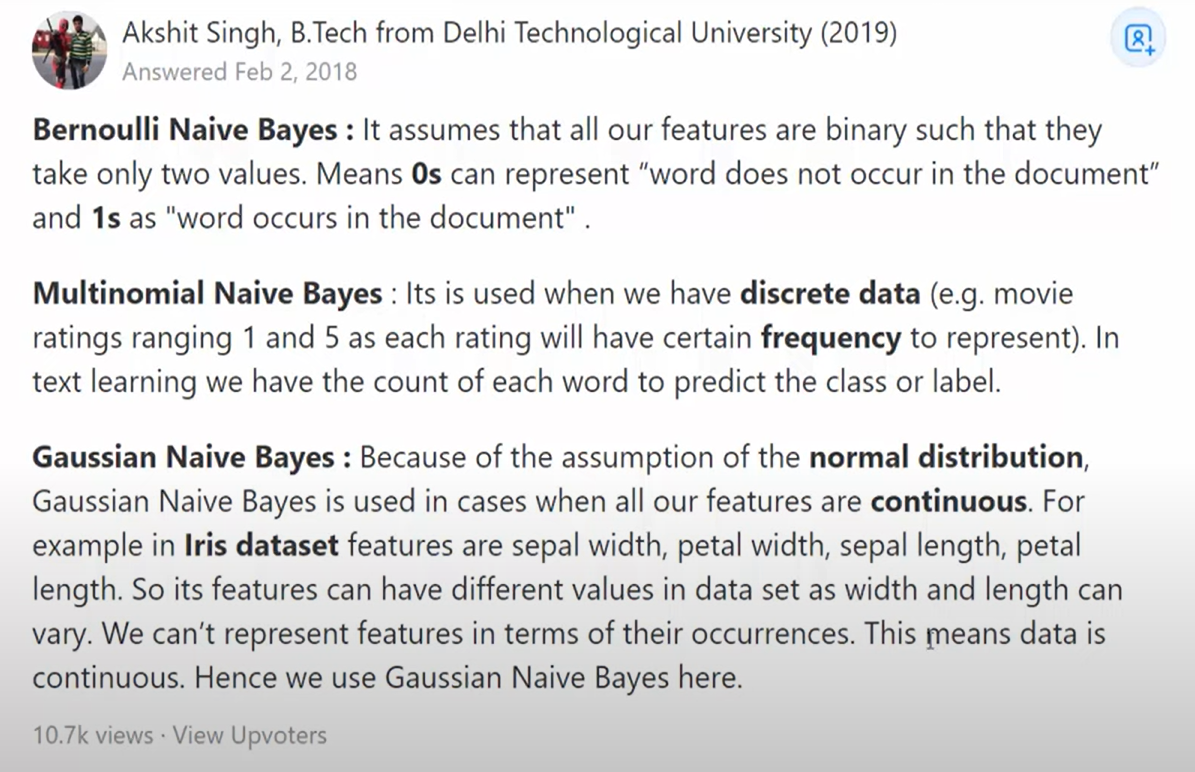 Akshit Singh, B.Tech from Delhi Technological University (2019)
Answered Feb 2, 2018
Bernoulli Naive Bayes : It assumes that all our features are binary such that they
take only two values. Means 0s can represent “word does not occur in the document”
and 1s as "word occurs in the document" .
Multinomial Naive Bayes : Its is used when we have discrete data (e.g. movie
ratings ranging 1 and 5 as each rating will have certain frequency to represent). In
text learning we have the count of each word to predict the class or label.
Gaussian Naive Bayes : Because of the assumption of the normal distribution,
Gaussian Naive Bayes is used in cases when all our features are continuous. For
example in Iris dataset features are sepal width, petal width, sepal length, petal
length. So its features can have different values in data set as width and length can
vary. We can’t represent features in terms of their occurrences. This means data is
continuous. Hence we use Gaussian Naive Bayes here.
10.7k views · View Upvoters